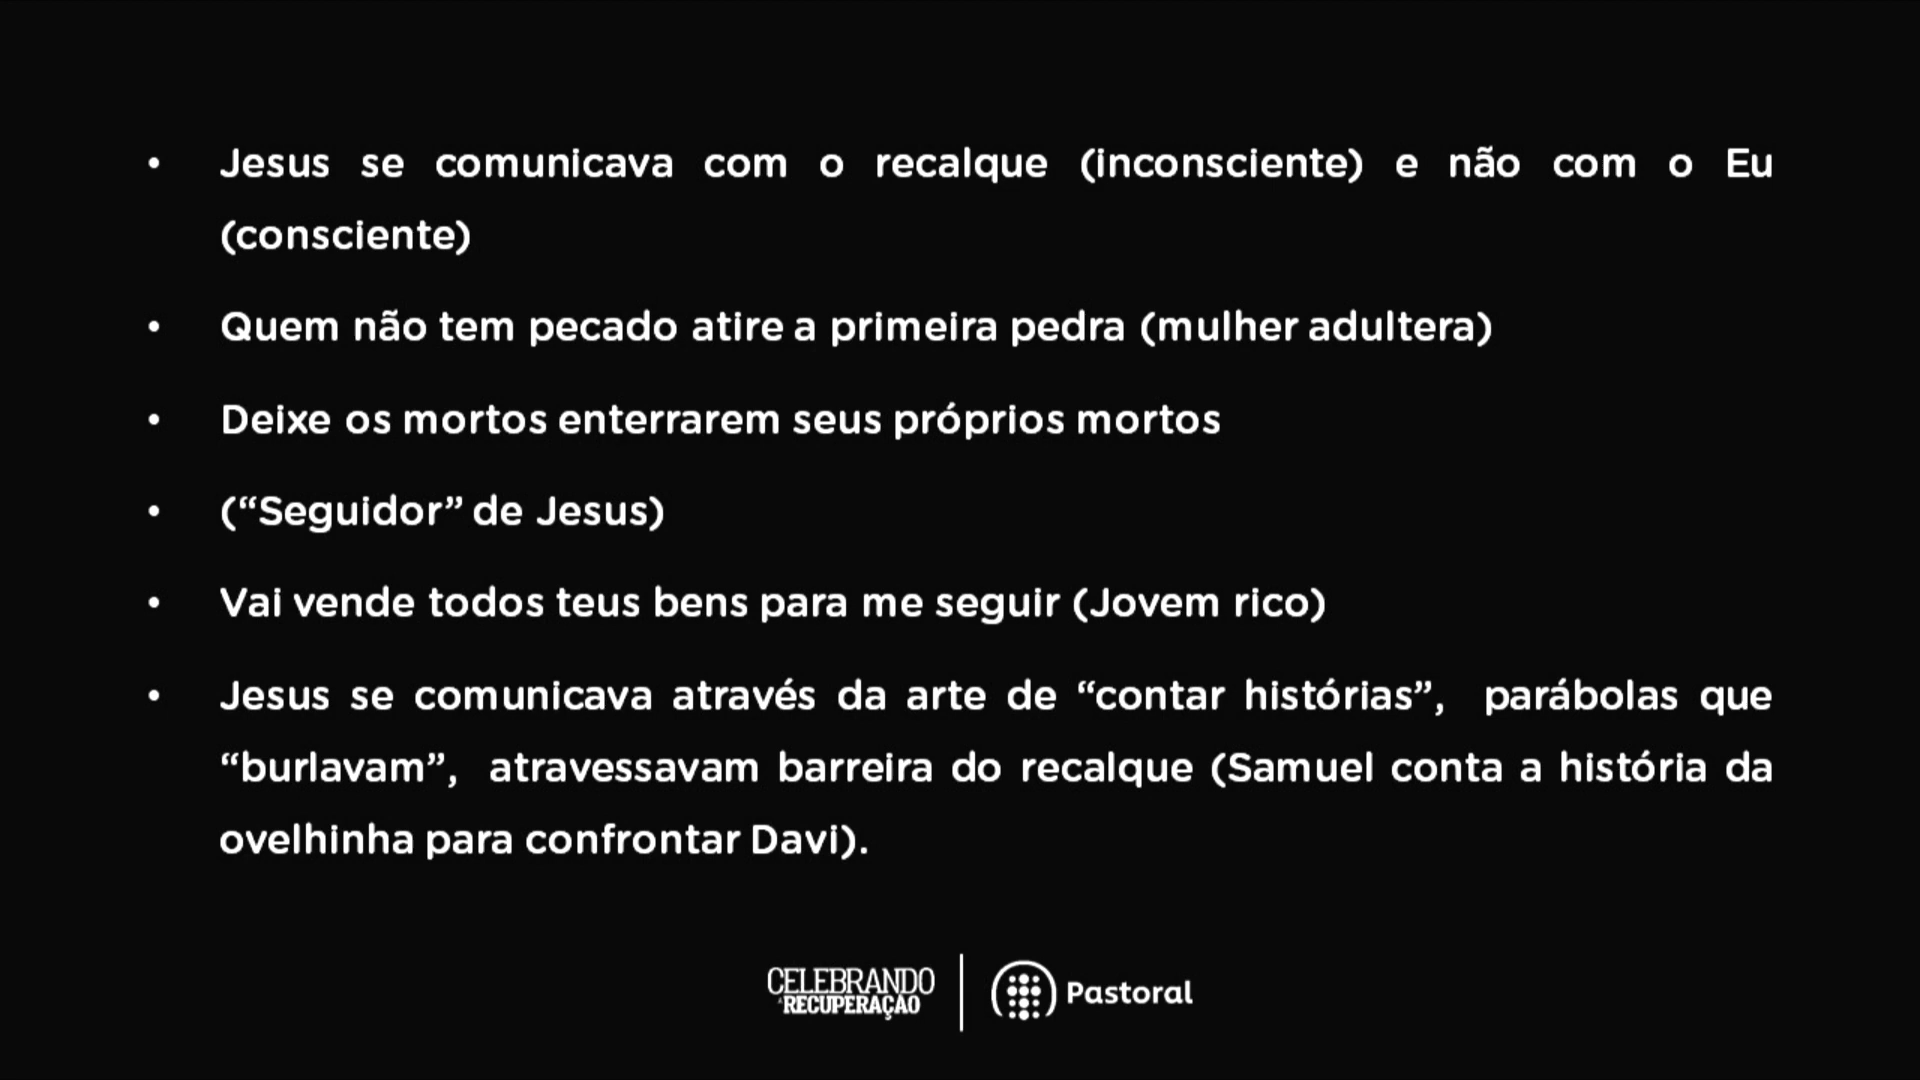 • Jesus se comunicava com o recalque (inconsciente) e não com o Eu
(consciente)
• Quem não tem pecado atire a primeira pedra (mulher adultera)
• Deixe os mortos enterrarem seus próprios mortos
• (“Seguidor” de Jesus)
• Vai vende todos teus bens para me seguir (Jovem rico)
• Jesus se comunicava através da arte de “contar histórias”, parábolas que
“burlavam”, atravessavam barreira do recalque (Samuel conta a história da
ovelhinha para confrontar Davi).
CELEBRANDO
A RECUPERAÇÃO
Pastoral